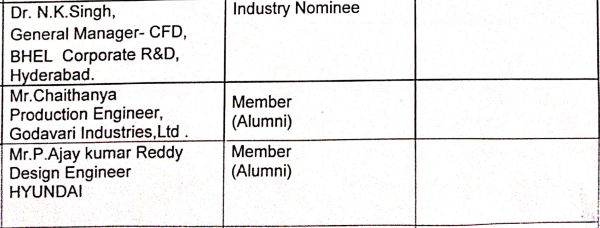 Dr. N.K.Singh,
General Manager- CFD,
BHEL Corporate R&D,
Hyderabad.
Industry Nominee
Mr.Chaithanya
Production Engineer,
Godavari Industries,Ltd .
Member
(Alumni)
Mr.P.Ajay kumar Reddy
Design Engineer
HYUNDAI
Member
(Alumni)